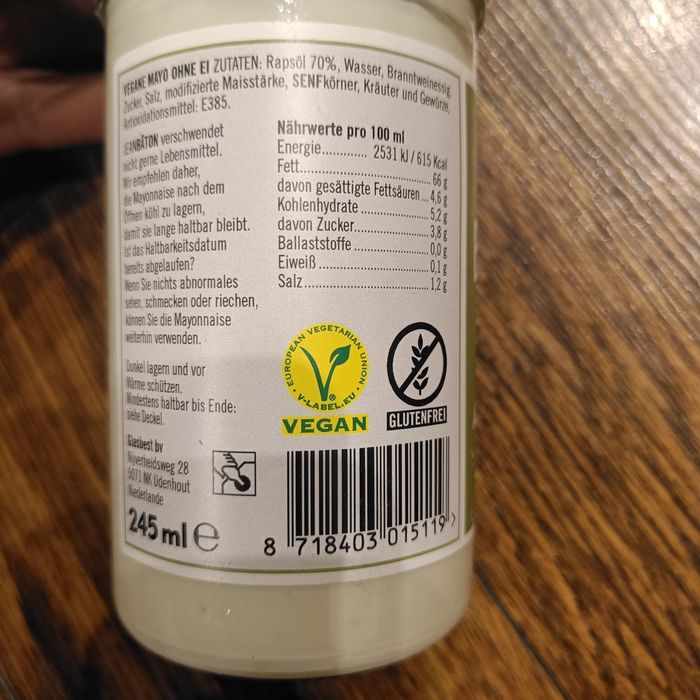 VEGANE MAYO OHNE EI ZUTATEN: Rapsöl 70%, Wasser, Branntweinessig,
Zucker, Salz, modifizierte Maisstärke, SENFkörner, Kräuter und Gewürze,
Antioxidationsmittel: E385.
JEANBÂTON verschwendet
nicht gerne Lebensmittel.
Wir empfehlen daher,
die Mayonnaise nach dem
Öffnen kühl zu lagern,
damit sie lange haltbar bleibt.
Ist das Haltbarkeitsdatum
bereits abgelaufen?
Wenn Sie nichts abnormales
sehen, schmecken oder riechen,
können Sie die Mayonnaise
weiterhin verwenden.
Dunkel lagern und vor
Wärme schützen.
Mindestens haltbar bis Ende:
siehe Deckel.
Glasbest by
Nijverheidsweg 28
5071 NK Udenhout
Niederlande
245 ml e
Nährwerte pro 100 ml
Energie............ 2531 kJ / 615 Kcal
Fett.................................... 66 g
davon gesättigte Fettsäuren... 4,6 g
Kohlenhydrate.................... 5,2 g
davon Zucker...................... 3,8 g
Ballaststoffe...................... 0,0 g
Eiweiß............................... 0,1 g
Salz................................... 1,2 g
EUROPEAN VEGETARIAN UNION
V-LABEL.EU
VEGAN
GLUTENFREI
8 718403 015119 >